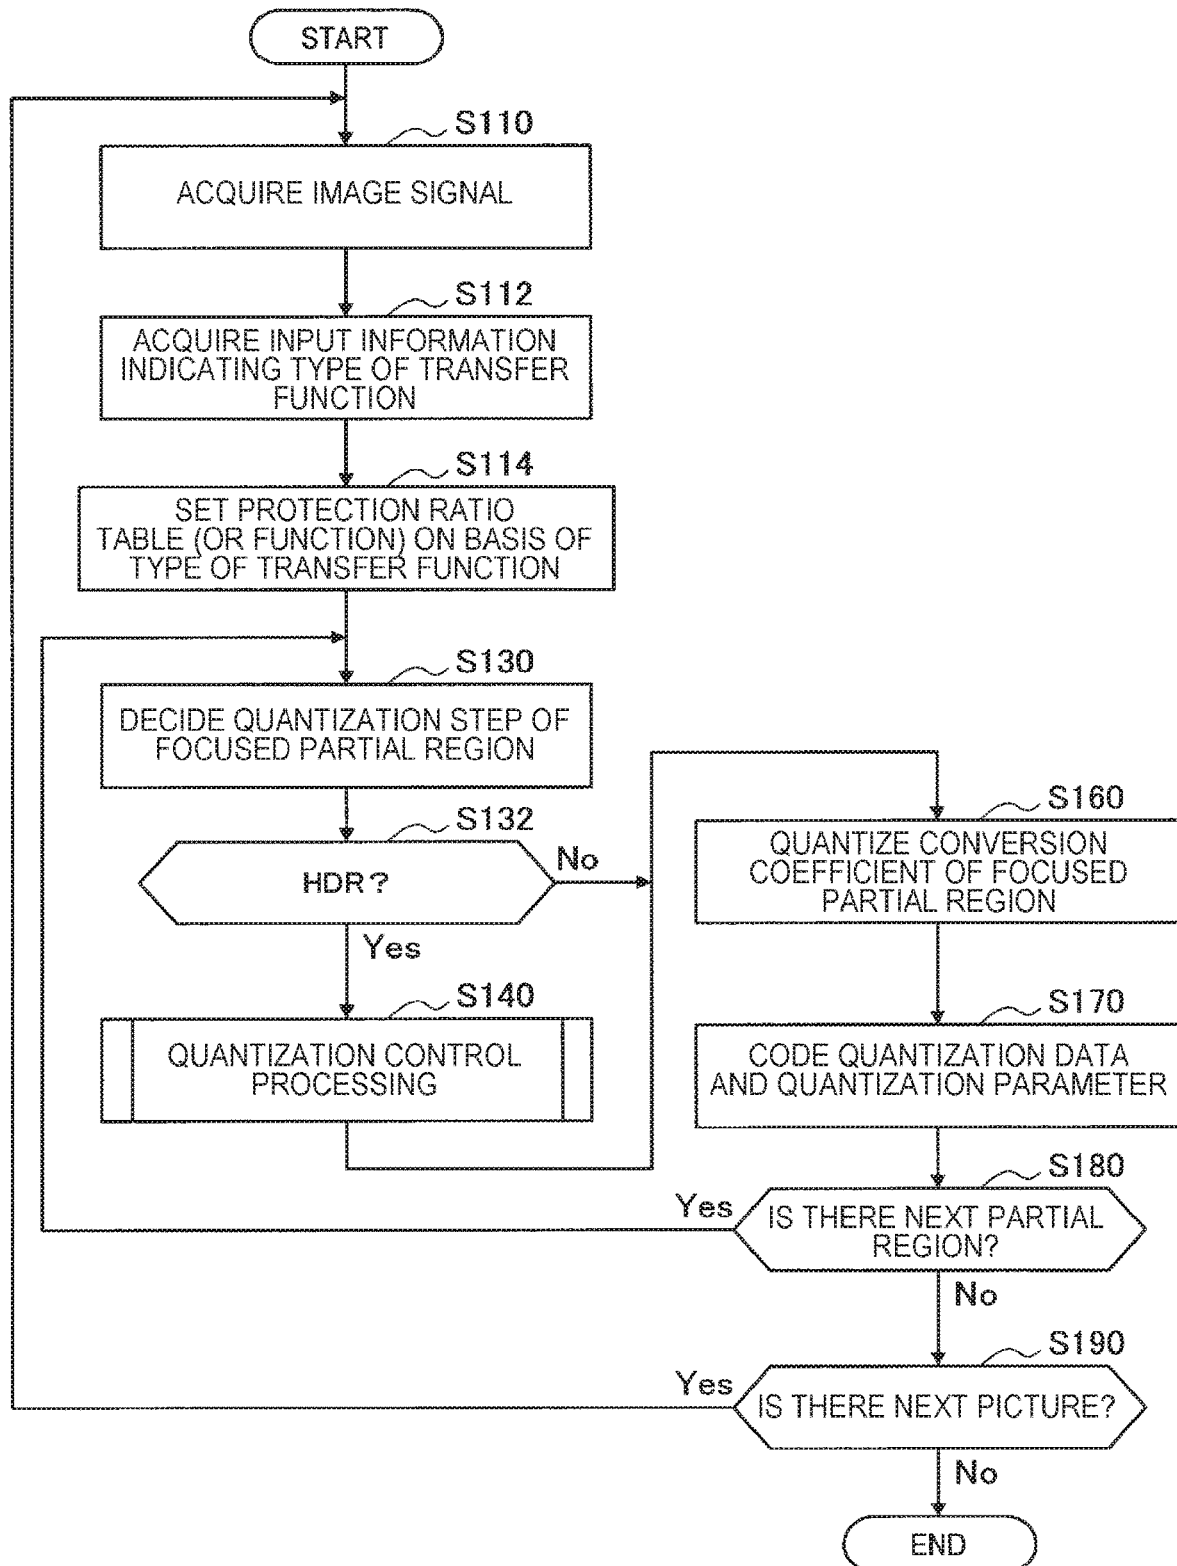 START
S110
ACQUIRE IMAGE SIGNAL
S112
ACQUIRE INPUT INFORMATION
INDICATING TYPE OF TRANSFER
FUNCTION
S114
SET PROTECTION RATIO
TABLE (OR FUNCTION) ON BASIS OF
TYPE OF TRANSFER FUNCTION
S130
DECIDE QUANTIZATION STEP OF
FOCUSED PARTIAL REGION
S132
HDR?
No
Yes
S140
QUANTIZATION CONTROL
PROCESSING
S160
QUANTIZE CONVERSION
COEFFICIENT OF FOCUSED
PARTIAL REGION
S170
CODE QUANTIZATION DATA
AND QUANTIZATION PARAMETER
S180
Yes
IS THERE NEXT PARTIAL
REGION?
No
S190
Yes
IS THERE NEXT PICTURE?
No
END